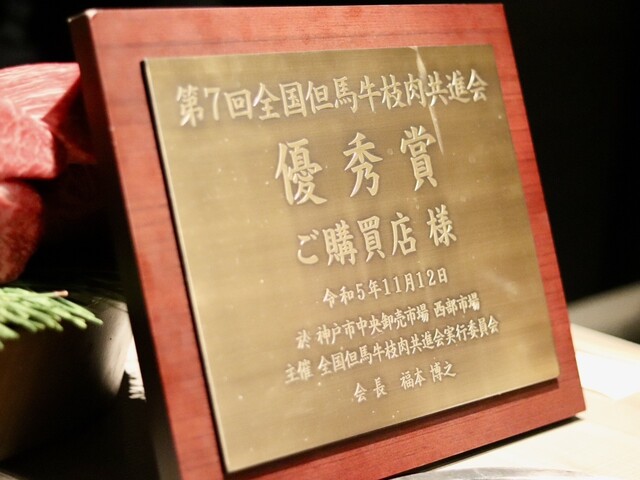 第7回全国但馬牛枝肉共進会
優秀賞
ご購買店様
令和5年11月12日
於 神戸市中央卸売市場 西部市場
主催 全国但馬牛枝肉共進会実行委員会
会長 福本 博之